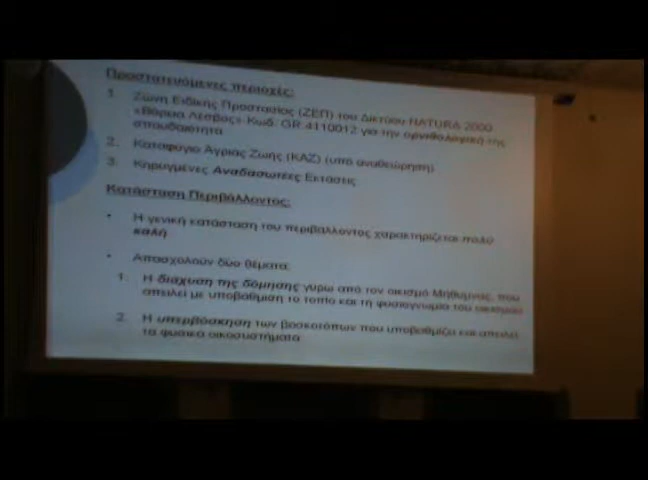 Προστατευόμενες περιοχές:
1. Ζώνη Ειδικής Προστασίας (ΖΕΠ) του Δικτύου NATURA 2000
«Βόρεια Λέσβος» Κωδ. GR 4110012 για την ορνιθολογική της
σπουδαιότητα
2. Καταφύγιο Άγριας Ζωής (ΚΑΖ) (υπό αναθεώρηση)
3. Κηρυγμένες Αναδασωτέες Εκτάσεις
Κατάσταση Περιβάλλοντος:
• Η γενική κατάσταση του περιβάλλοντος χαρακτηρίζεται πολύ
καλή
• Απασχολούν δύο θέματα:
1. Η διάχυση της δόμησης γύρω από τον οικισμό Μήθυμνας, που
απειλεί με υποβάθμιση το τοπίο και τη φυσιογνωμία του οικισμού
2. Η υπερβόσκηση των βοσκοτόπων που υποβαθμίζει και απειλεί
τα φυσικά οικοσυστήματα